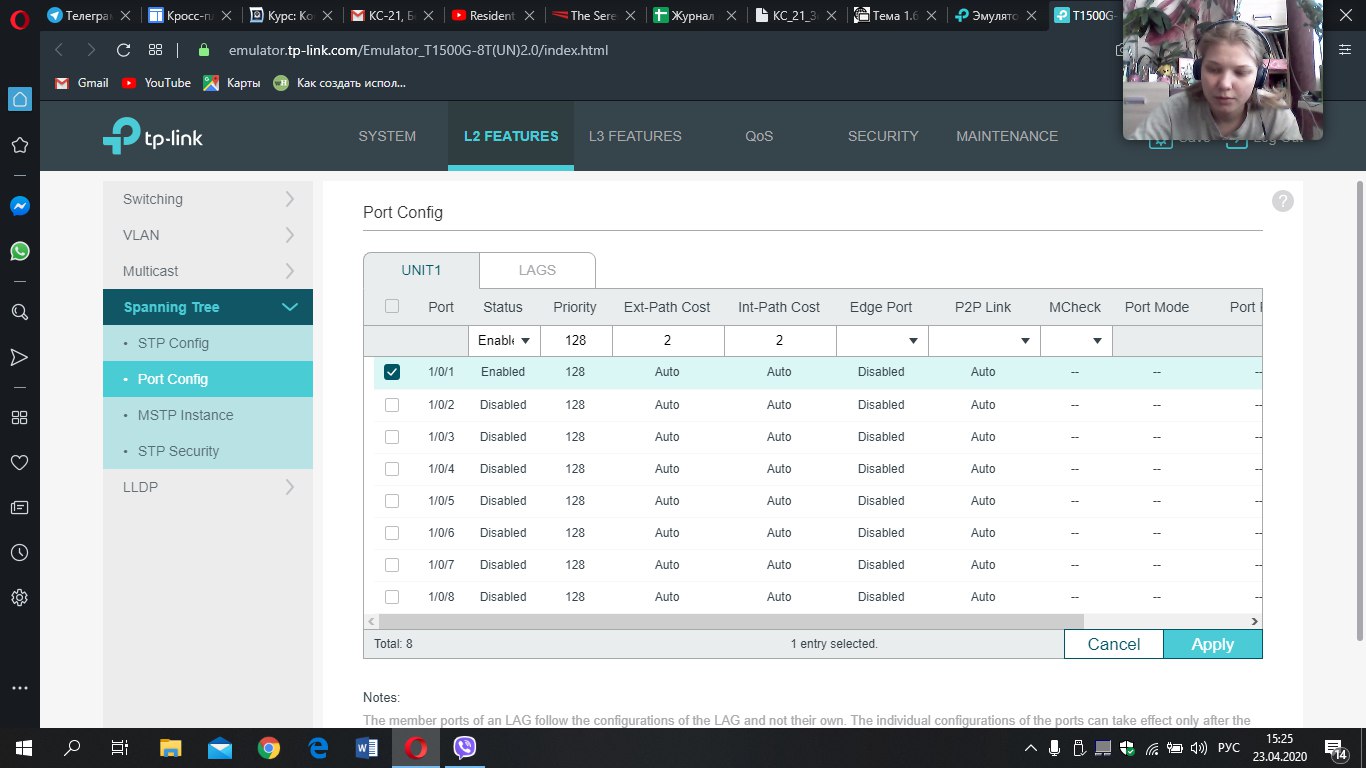 Телеграм
Кросс-пл
Курс: Ко
КС-21, Б
Resident
The Sere
Журнал
КС_21_З
Тема 1.6
Эмулято
T1500G-
emulator.tp-link.com/Emulator_T1500G-8T(UN)2.0/index.html
Gmail YouTube Карты Как создать испол...
tp-link SYSTEM L2 FEATURES L3 FEATURES QoS SECURITY MAINTENANCE
Switching
VLAN
Multicast
Spanning Tree
• STP Config
• Port Config
• MSTP Instance
• STP Security
LLDP
Port Config
?
UNIT1 LAGS
Port Status Priority Ext-Path Cost Int-Path Cost Edge Port P2P Link MCheck Port Mode Port
Enable 128 2 2
1/0/1 Enabled 128 Auto Auto Disabled Auto -- -- --
1/0/2 Disabled 128 Auto Auto Disabled Auto -- -- --
1/0/3 Disabled 128 Auto Auto Disabled Auto -- -- --
1/0/4 Disabled 128 Auto Auto Disabled Auto -- -- --
1/0/5 Disabled 128 Auto Auto Disabled Auto -- -- --
1/0/6 Disabled 128 Auto Auto Disabled Auto -- -- --
1/0/7 Disabled 128 Auto Auto Disabled Auto -- -- --
1/0/8 Disabled 128 Auto Auto Disabled Auto -- -- --
Total: 8 1 entry selected. Cancel Apply
Notes:
The member ports of an LAG follow the configurations of the LAG and not their own. The individual configurations of the ports can take effect only after the
РУС
15:25
23.04.2020
14